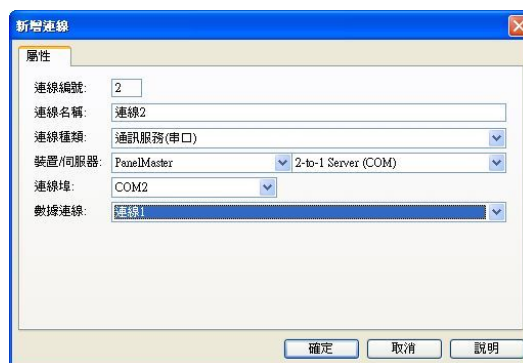 新增連線
屬性
連線編號: 2
連線名稱: 連線2
連線種類: 通訊服務(串口)
裝置/伺服器: PanelMaster 2-to-1 Server (COM)
連線埠: COM2
數據連線: 連線1
確定 取消 說明